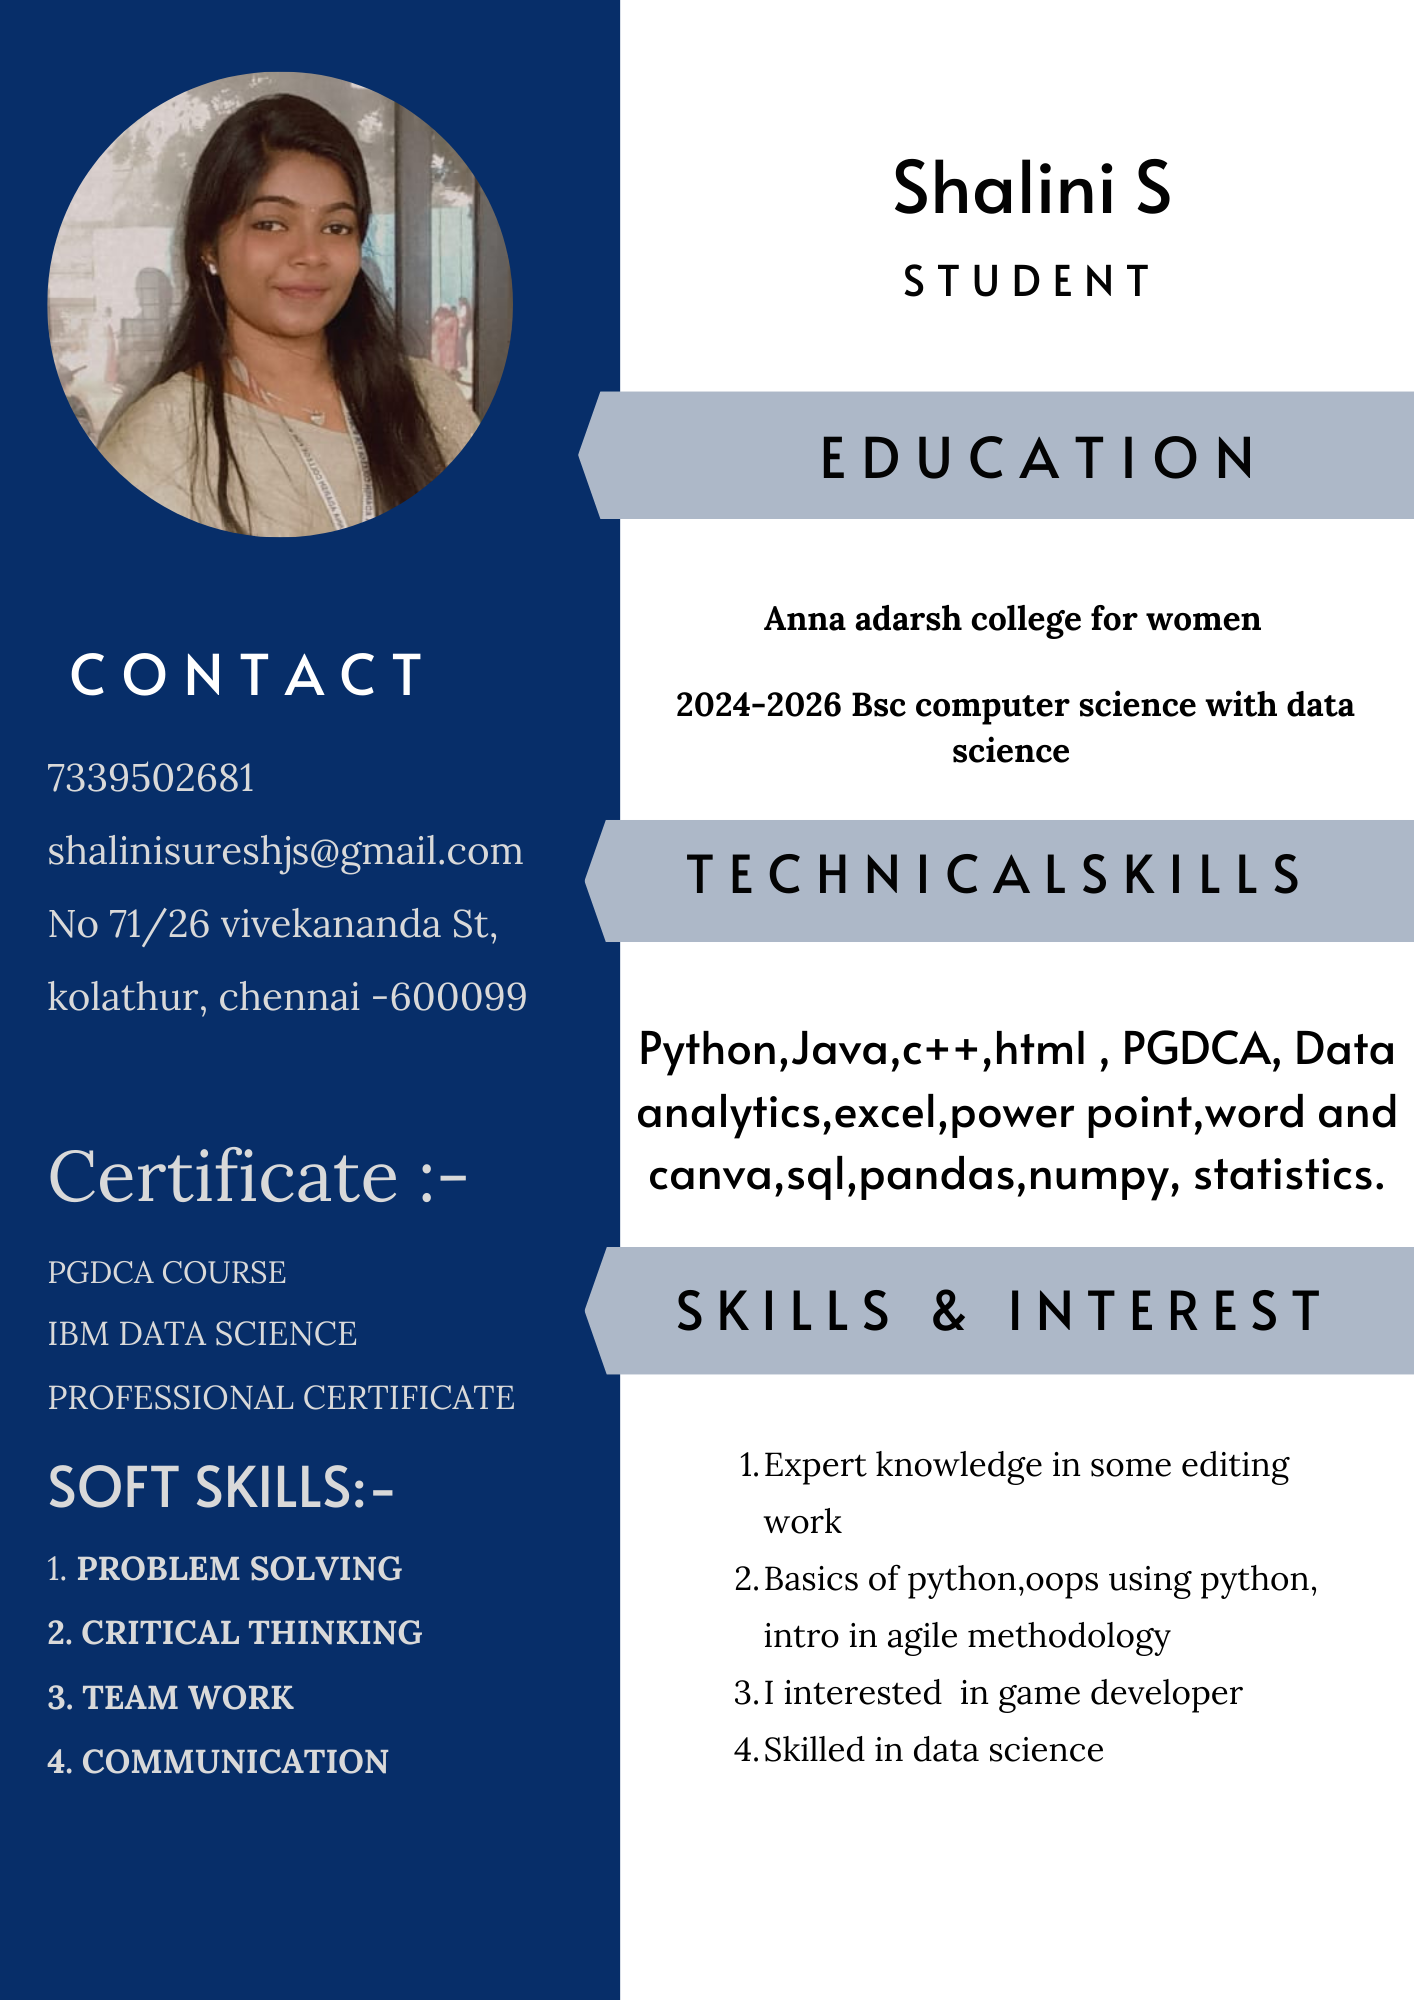 Shalini S
STUDENT
CONTACT
7339502681
shalinisureshjs@gmail.com
No 71/26 vivekananda St,
kolathur, chennai -600099
Certificate :-
PGDCA COURSE
IBM DATA SCIENCE
PROFESSIONAL CERTIFICATE
SOFT SKILLS:-
1. PROBLEM SOLVING
2. CRITICAL THINKING
3. TEAM WORK
4. COMMUNICATION
EDUCATION
Anna adarsh college for women
2024-2026 Bsc computer science with data
science
TECHNICALSKILLS
Python,Java,c++,html , PGDCA, Data
analytics,excel,power point,word and
canva,sql,pandas,numpy, statistics.
SKILLS & INTEREST
1. Expert knowledge in some editing
work
2. Basics of python,oops using python,
intro in agile methodology
3. I interested  in game developer
4. Skilled in data science